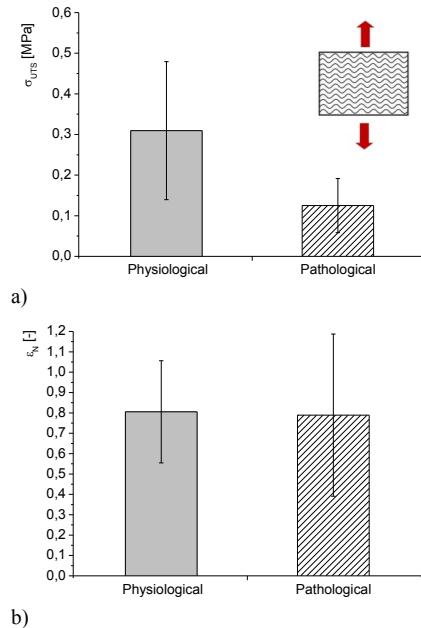 0,6
0,5
0,4
0,3
0,2
0,1
0,0
σUTS [MPa]
Physiological
Pathological
a)
1,2
1,1
1,0
0,9
0,8
0,7
0,6
0,5
0,4
0,3
0,2
0,1
0,0
εN [-]
Physiological
Pathological
b)